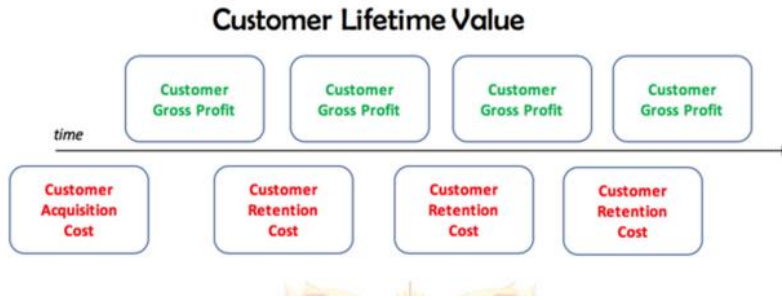 Customer Lifetime Value
Customer
Gross Profit
Customer
Gross Profit
Customer
Gross Profit
Customer
Gross Profit
time
Customer
Acquisition
Cost
Customer
Retention
Cost
Customer
Retention
Cost
Customer
Retention
Cost